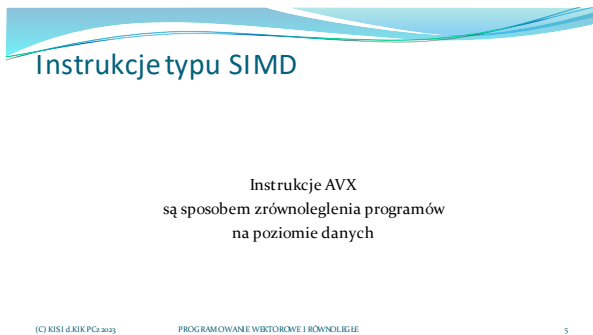 Instrukcje typu SIMD
Instrukcje AVX
są sposobem zrównoleglenia programów
na poziomie danych
(C) KISI d.KIK PCz 2023 PROGRAMOWANIE WEKTOROWE I RÓWNOLEGŁE 5